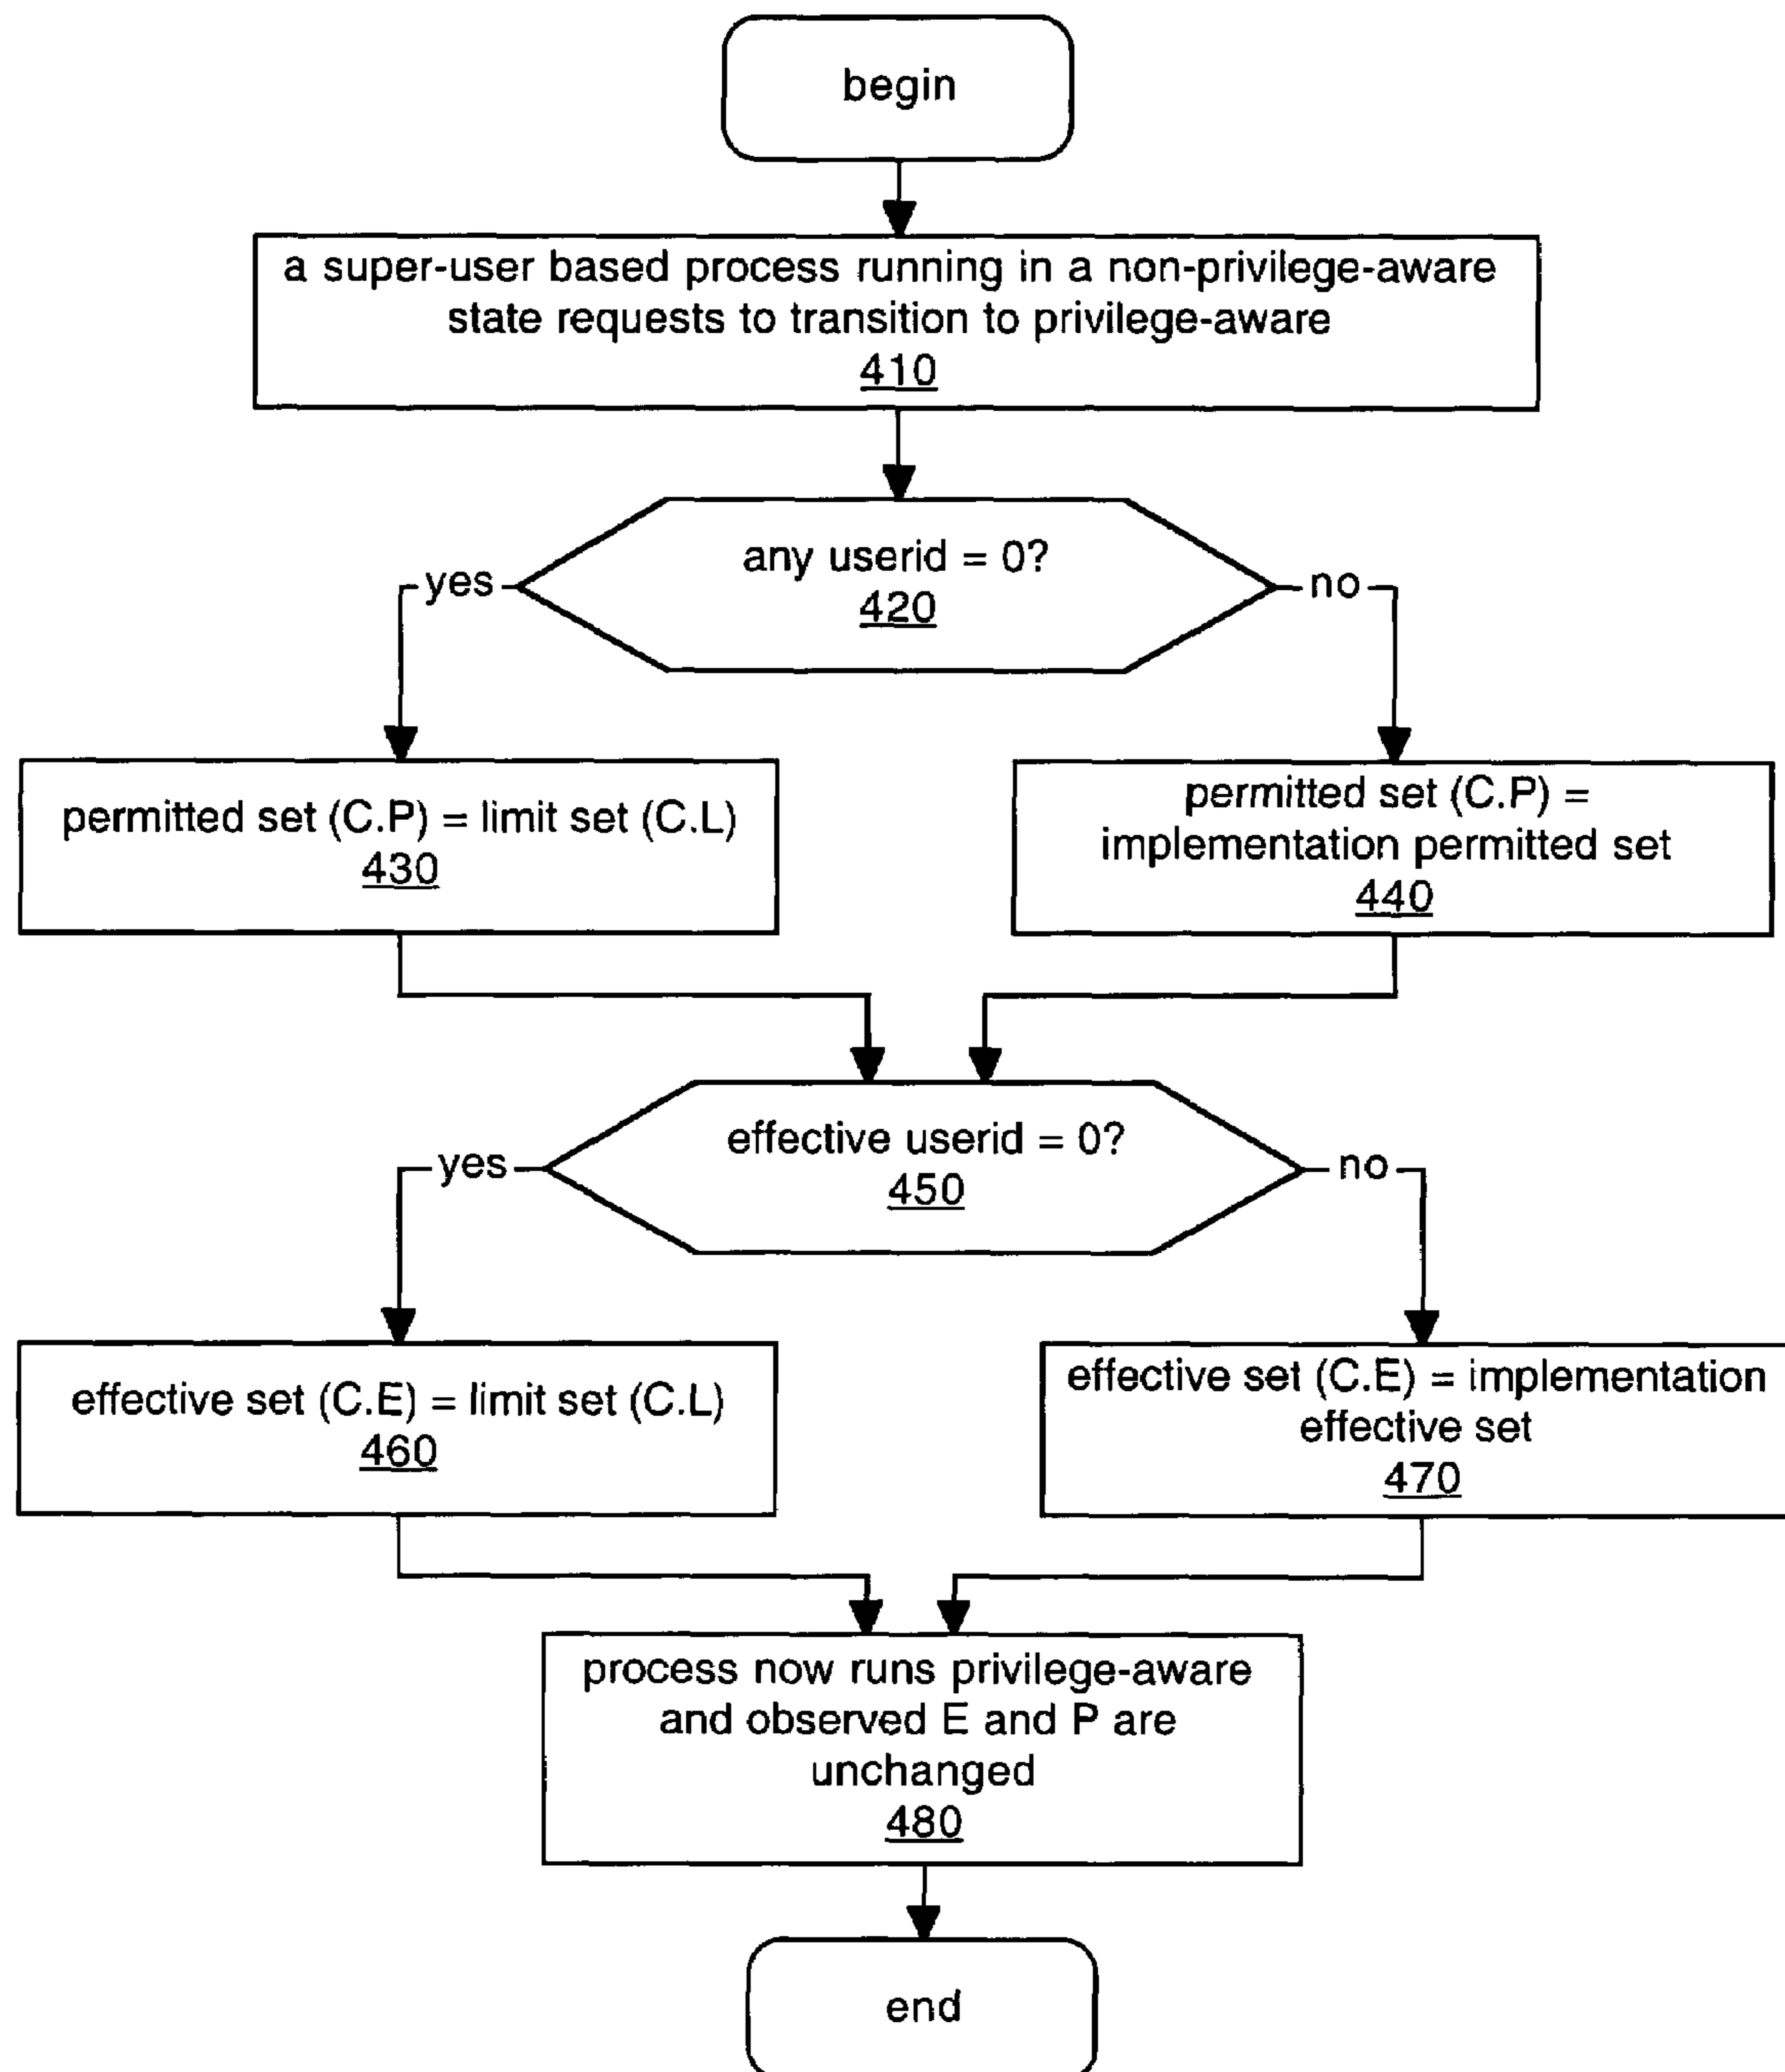 begin
a super-user based process running in a non-privilege-aware
state requests to transition to privilege-aware
410
any userid = 0?
420
yes
no
permitted set (C.P) = limit set (C.L)
430
permitted set (C.P) =
implementation permitted set
440
effective userid = 0?
450
yes
no
effective set (C.E) = limit set (C.L)
460
effective set (C.E) = implementation
effective set
470
process now runs privilege-aware
and observed E and P are
unchanged
480
end